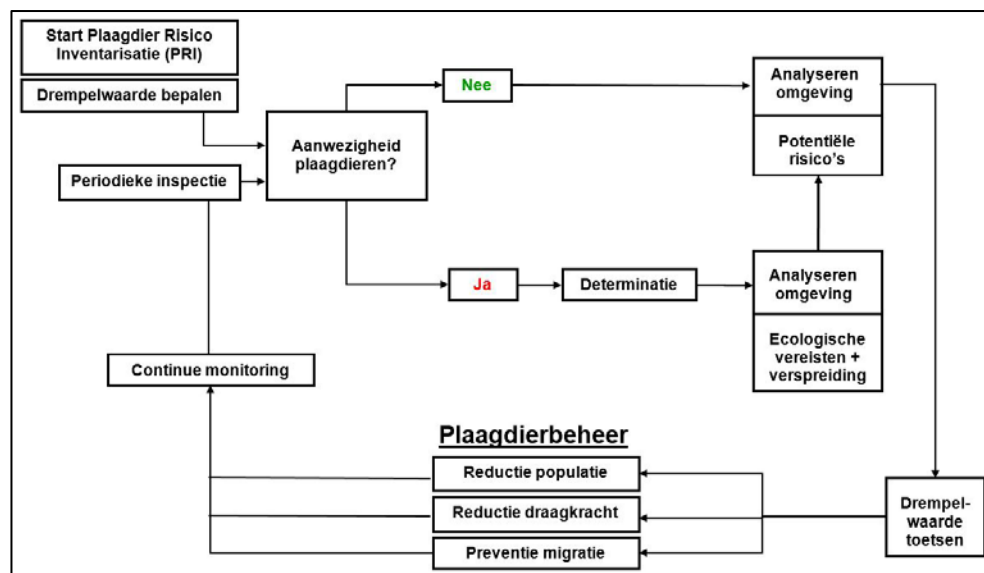 Start Plaagdier Risico
Inventarisatie (PRI)
Drempelwaarde bepalen
Periodieke inspectie
Aanwezigheid
plaagdieren?
Nee
Analyseren
omgeving
Potentiële
risico's
Ja
Determinatie
Analyseren
omgeving
Ecologische
vereisten +
verspreiding
Continue monitoring
Plaagdierbeheer
Reductie populatie
Reductie draagkracht
Preventie migratie
Drempel-
waarde
toetsen